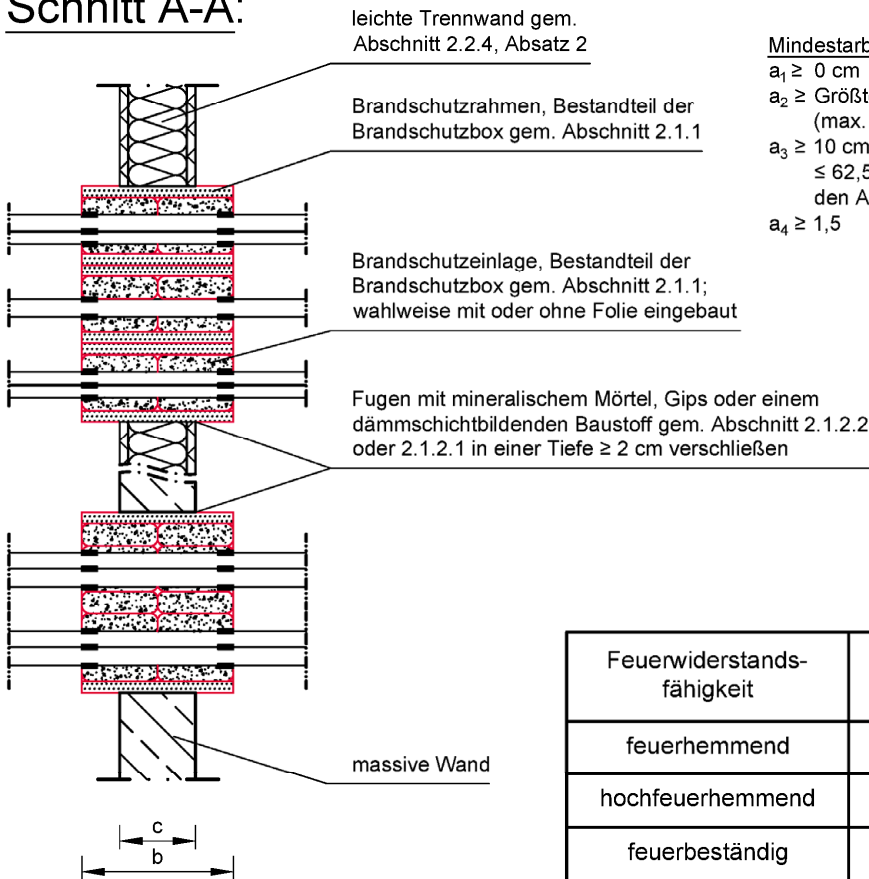 Schnitt A-A:
leichte Trennwand gem.
Abschnitt 2.2.4, Absatz 2
Brandschutzrahmen, Bestandteil der
Brandschutzbox gem. Abschnitt 2.1.1
Brandschutzeinlage, Bestandteil der
Brandschutzbox gem. Abschnitt 2.1.1;
wahlweise mit oder ohne Folie eingebaut
Fugen mit mineralischem Mörtel, Gips oder einem
dämmschichtbildenden Baustoff gem. Abschnitt 2.1.2.2
oder 2.1.2.1 in einer Tiefe ≥ 2 cm verschließen
massive Wand
c
b
Mindestarb
a₁ ≥ 0 cm
a₂ ≥ Größt
(max.
a₃ ≥ 10 cm
≤ 62,5
den A
a₄ ≥ 1,5
Feuerwiderstands-
fähigkeit
feuerhemmend
hochfeuerhemmend
feuerbeständig